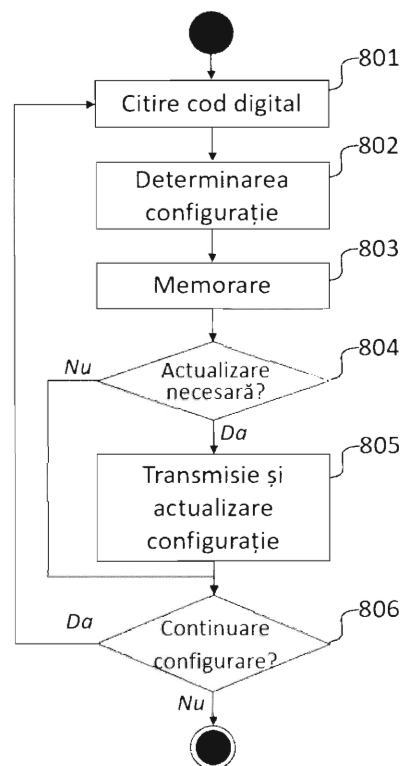 801
Citire cod digital
802
Determinarea
configurație
803
Memorare
804
Nu
Actualizare
necesară?
Da
805
Transmisie și
actualizare
configurație
806
Da
Continuare
configurare?
Nu